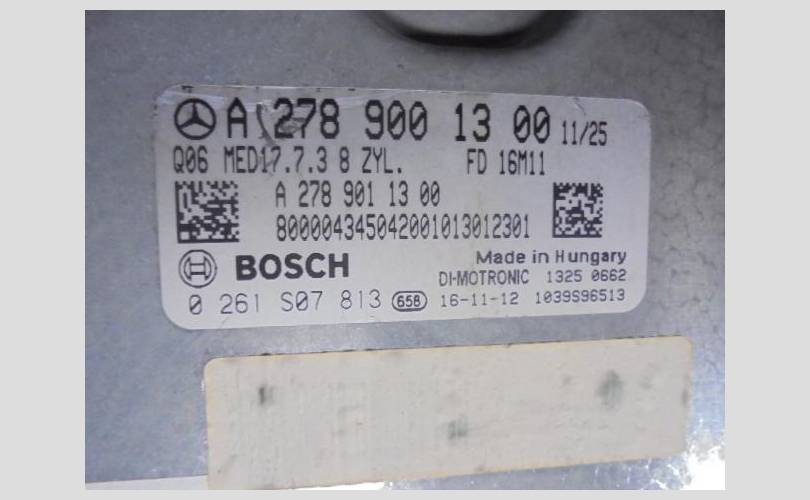 A 278 900 13 00 11/25
Q06 MED17.7.3 8 ZYL. FD 16M11
A 278 901 13 00
800004345042001013012301
BOSCH Made in Hungary
DI-MOTRONIC 1325 0662
0 261 S07 813 658 16-11-12 1039S96513